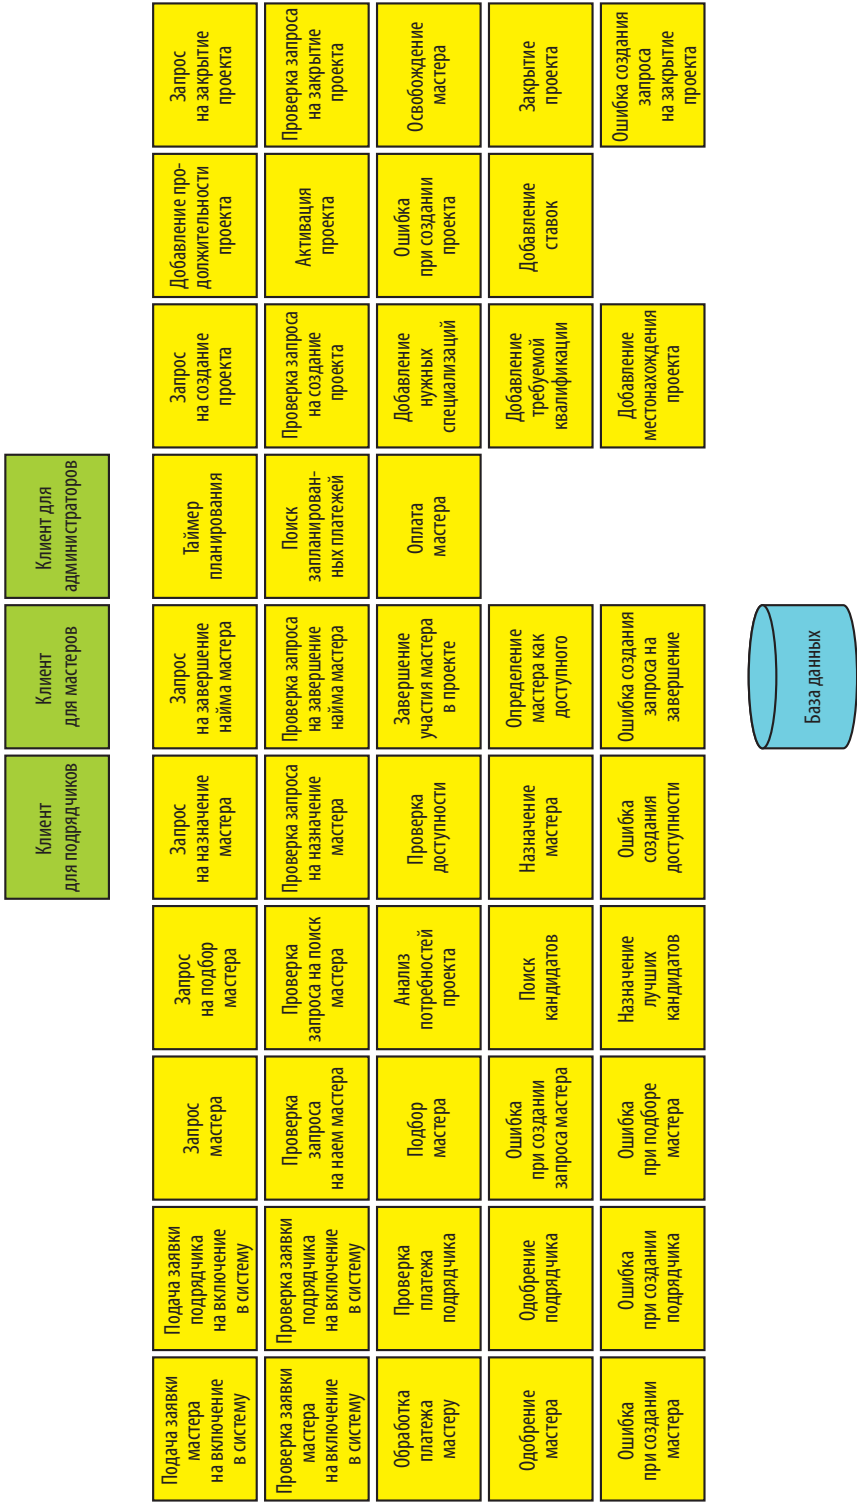 Клиент
для подрядчиков
Клиент
для мастеров
Клиент для
администраторов
Подача заявки
мастера
на включение
в систему
Подача заявки
подрядчика
на включение
в систему
Запрос
мастера
Запрос
на подбор
мастера
Запрос
на назначение
мастера
Запрос
на завершение
найма мастера
Таймер
планирования
Запрос
на создание
проекта
Добавление про-
должительности
проекта
Запрос
на закрытие
проекта
Проверка заявки
мастера
на включение
в систему
Проверка заявки
подрядчика
на включение
в систему
Проверка
запроса
на наем мастера
Проверка
запроса на поиск
мастера
Проверка запроса
на назначение
мастера
Проверка запроса
на завершение
найма мастера
Поиск
запланирован-
ных платежей
Проверка запроса
на создание
проекта
Активация
проекта
Проверка запроса
на закрытие
проекта
Обработка
платежа
мастеру
Проверка
платежа
подрядчика
Подбор
мастера
Анализ
потребностей
проекта
Проверка
доступности
Завершение
участия мастера
в проекте
Оплата
мастера
Добавление
нужных
специализаций
Ошибка
при создании
проекта
Освобождение
мастера
Одобрение
мастера
Одобрение
подрядчика
Ошибка
при создании
запроса мастера
Поиск
кандидатов
Назначение
мастера
Определение
мастера как
доступного
Добавление
требуемой
квалификации
Добавление
ставок
Закрытие
проекта
Ошибка
при создании
мастера
Ошибка
при создании
подрядчика
Ошибка
при подборе
мастера
Назначение
лучших
кандидатов
Ошибка
создания
доступности
Ошибка создания
запроса на
завершение
Добавление
местонахождения
проекта
Ошибка создания
запроса
на закрытие
проекта
База данных